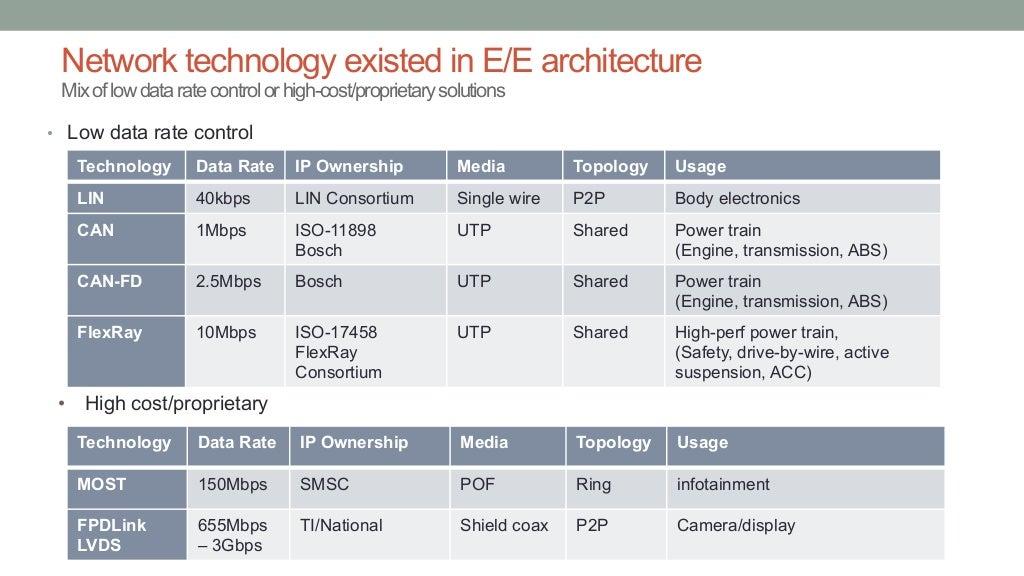 Network technology existed in E/E architecture
Mix of low data rate control or high-cost/proprietary solutions
• Low data rate control
Technology Data Rate IP Ownership Media Topology Usage
LIN 40kbps LIN Consortium Single wire P2P Body electronics
CAN 1Mbps ISO-11898 UTP Shared Power train
Bosch (Engine, transmission, ABS)
CAN-FD 2.5Mbps Bosch UTP Shared Power train
(Engine, transmission, ABS)
FlexRay 10Mbps ISO-17458 UTP Shared High-perf power train,
FlexRay (Safety, drive-by-wire, active
Consortium suspension, ACC)
• High cost/proprietary
Technology Data Rate IP Ownership Media Topology Usage
MOST 150Mbps SMSC POF Ring infotainment
FPDLink 655Mbps TI/National Shield coax P2P Camera/display
LVDS – 3Gbps